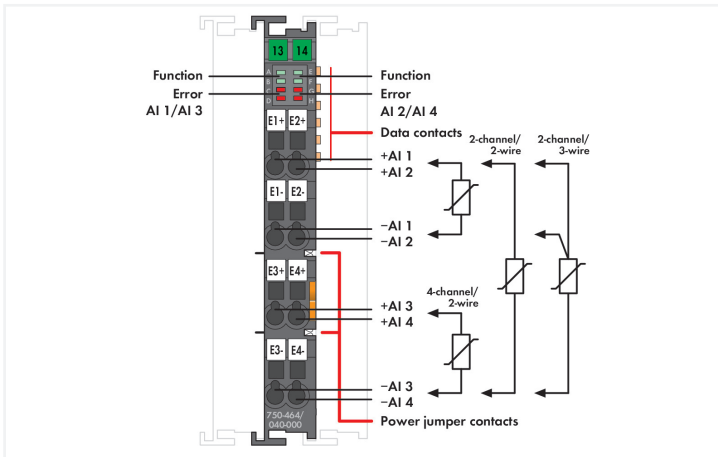 13 14
A E
B F
C G
D H
Function
Error
AI 1/AI 3
Function
Error
AI 2/AI 4
Data contacts
E1+ E2+
+AI 1
+AI 2
E1- E2-
−AI 1
−AI 2
2-channel/
2-wire
2-channel/
3-wire
E3+ E4+
+AI 3
+AI 4
4-channel/
2-wire
E3- E4-
−AI 3
−AI 4
750-464/
040-000
Power jumper contacts